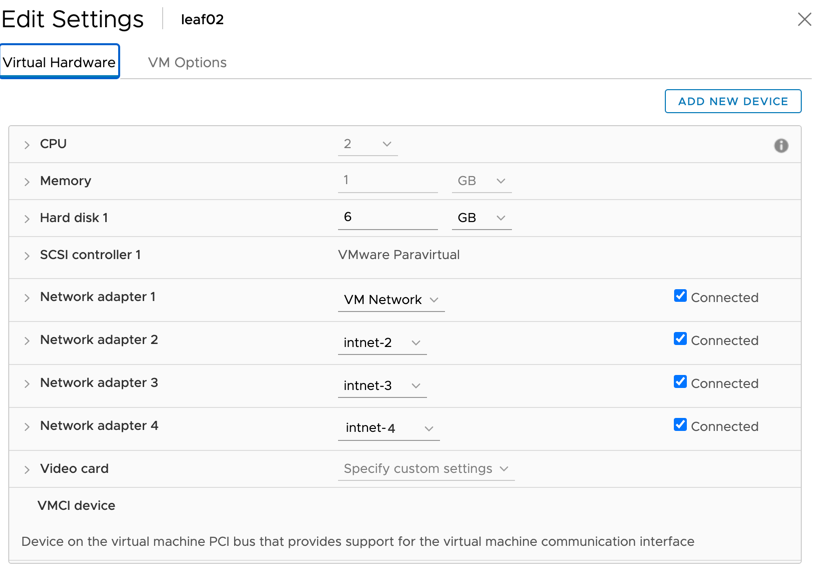 Edit Settings leaf02
Virtual Hardware VM Options
ADD NEW DEVICE
CPU 2
Memory 1 GB
Hard disk 1 6 GB
SCSI controller 1 VMware Paravirtual
Network adapter 1 VM Network Connected
Network adapter 2 intnet-2 Connected
Network adapter 3 intnet-3 Connected
Network adapter 4 intnet-4 Connected
Video card Specify custom settings
VMCI device
Device on the virtual machine PCI bus that provides support for the virtual machine communication interface